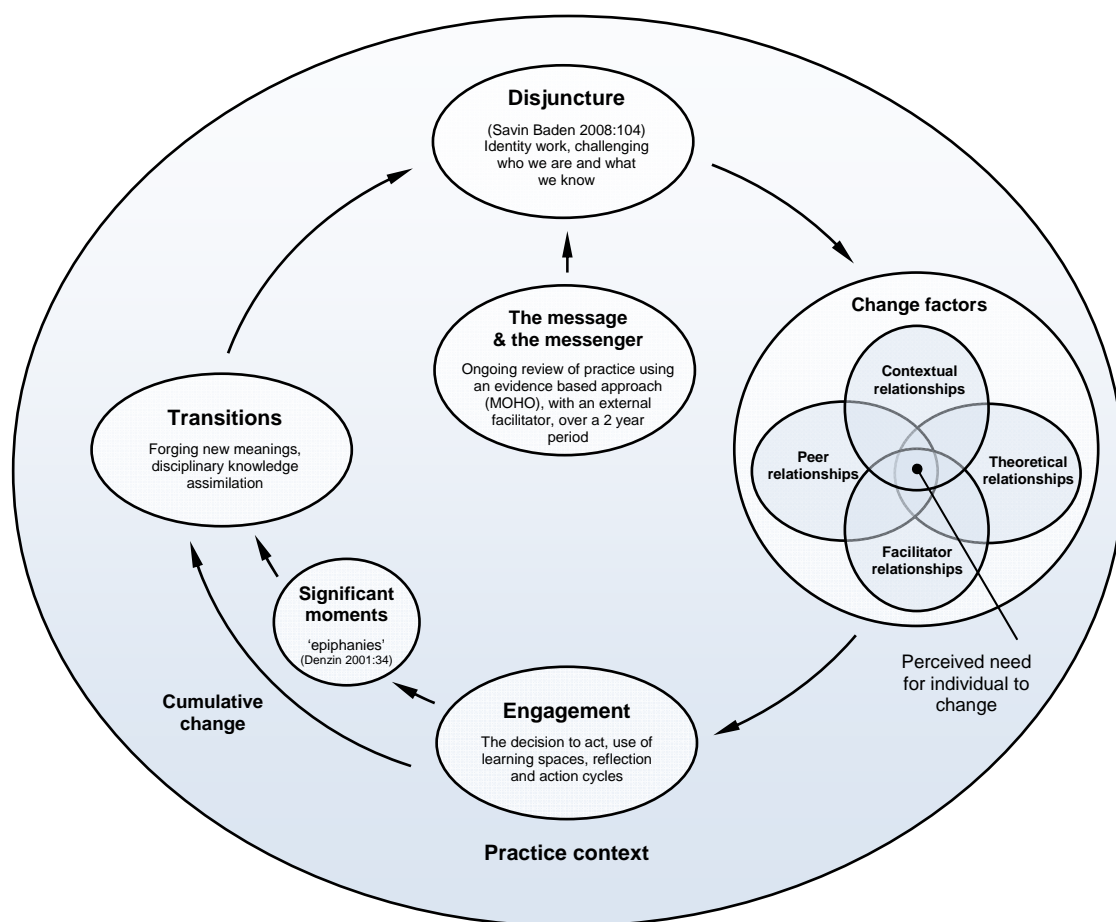 Disjuncture
(Savin Baden 2008:104)
Identity work, challenging
who we are and what
we know
The message
& the messenger
Ongoing review of practice using
an evidence based approach
(MOHO), with an external
facilitator, over a 2 year
period
Change factors
Contextual
relationships
Peer
relationships
Theoretical
relationships
Facilitator
relationships
Perceived need
for individual to
change
Transitions
Forging new meanings,
disciplinary knowledge
assimilation
Significant
moments
‘epiphanies’
(Denzin 2001:34)
Cumulative
change
Engagement
The decision to act, use of
learning spaces, reflection
and action cycles
Practice context